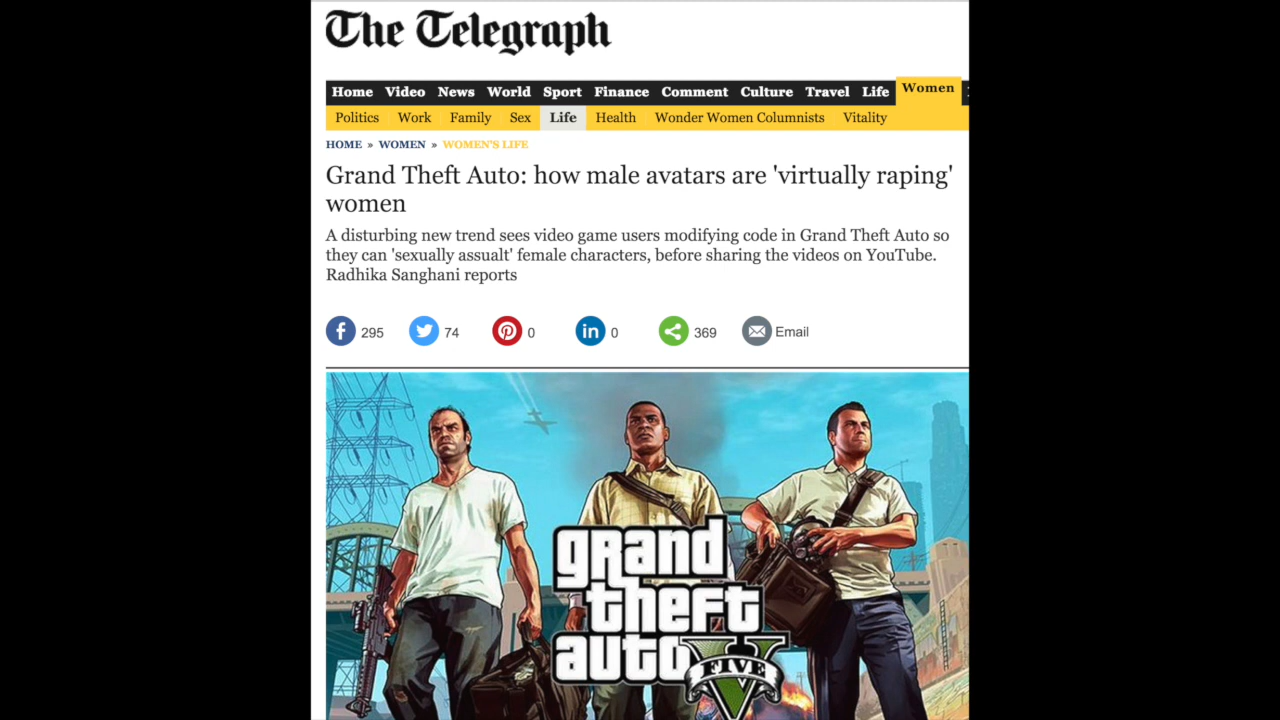 The Telegraph
Home Video News World Sport Finance Comment Culture Travel Life Women
Politics Work Family Sex Life Health Wonder Women Columnists Vitality
HOME » WOMEN » WOMEN'S LIFE
Grand Theft Auto: how male avatars are 'virtually raping'
women
A disturbing new trend sees video game users modifying code in Grand Theft Auto so
they can 'sexually assualt' female characters, before sharing the videos on YouTube.
Radhika Sanghani reports
f 295 74 0 in 0 369 Email
grand
theft
auto
V
FIVE